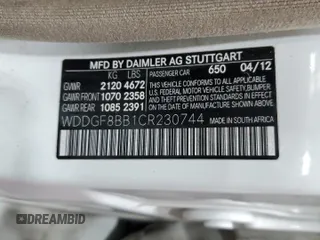 MFD BY DAIMLER AG STUTTGART
KG LBS PASSENGER CAR 650 04/12
GVWR 2120 4672
GAWR FRONT 1070 2358
GAWR REAR 1085 2391
THIS VEHICLE CONFORMS TO ALL APPLICABLE
U.S. FEDERAL MOTOR VEHICLE SAFETY,
BUMPER, AND THEFT PREVENTION STANDARDS
IN EFFECT ON THE DATE OF MANUFACTURE
SHOWN ABOVE.
WDDGF8BB1CR230744
MADE IN SOUTH AFRICA
DREAMBID